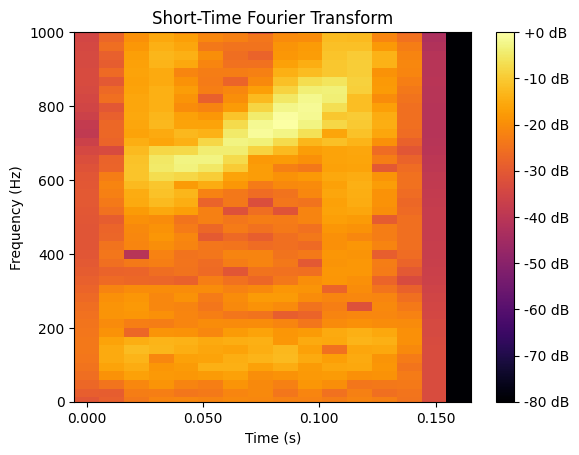 Short-Time Fourier Transform
Frequency (Hz)
1000
800
600
400
200
0
0.000
0.050
0.100
0.150
Time (s)
+0 dB
-10 dB
-20 dB
-30 dB
-40 dB
-50 dB
-60 dB
-70 dB
-80 dB